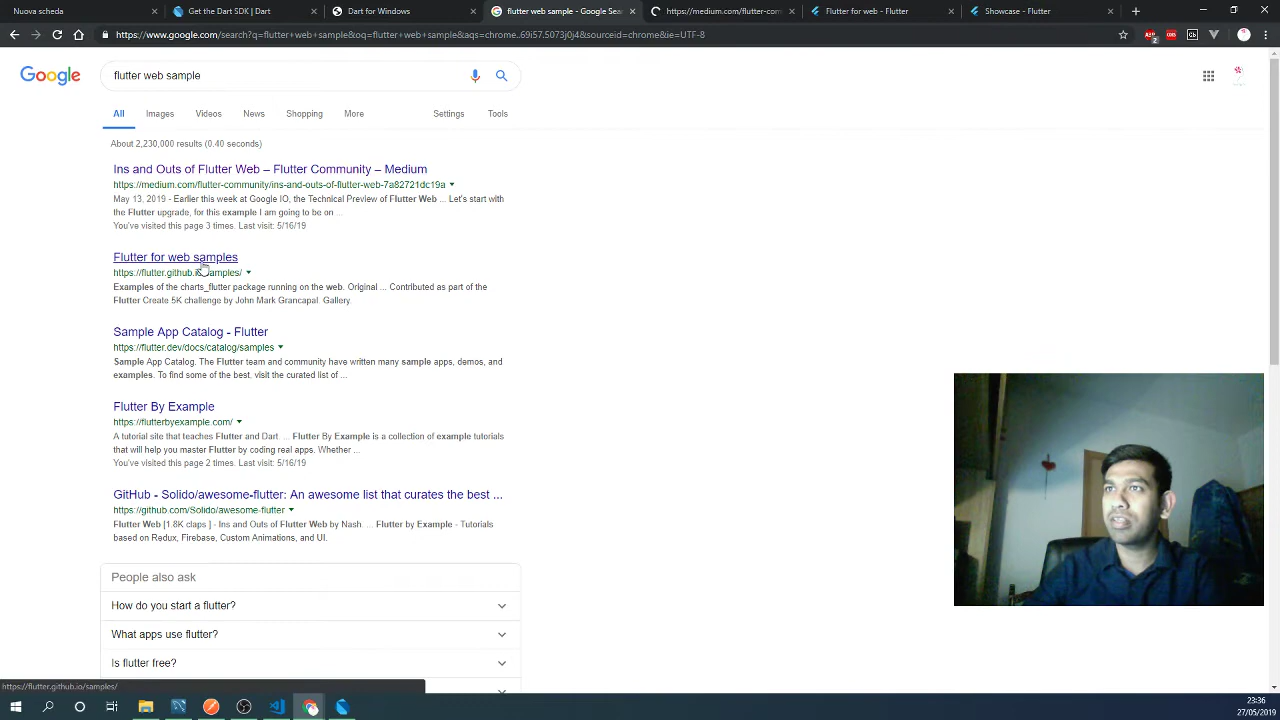 Nuova scheda
Get the Dart SDK | Dart
Dart for Windows
flutter web sample - Google Sea
https://medium.com/flutter-com
Flutter for web - Flutter
Showcase - Flutter
https://www.google.com/search?q=flutter+web+sample&oq=flutter+web+sample&aqs=chrome..69i57.5073j0j4&sourceid=chrome&ie=UTF-8
Google
flutter web sample
All
Images
Videos
News
Shopping
More
Settings
Tools
About 2,230,000 results (0.40 seconds)
Ins and Outs of Flutter Web – Flutter Community – Medium
https://medium.com/flutter-community/ins-and-outs-of-flutter-web-7a82721dc19a
May 13, 2019 - Earlier this week at Google IO, the Technical Preview of Flutter Web ... Let's start with
the Flutter upgrade, for this example I am going to be on ...
You've visited this page 3 times. Last visit: 5/16/19
Flutter for web samples
https://flutter.github.io/samples/
Examples of the charts_flutter package running on the web. Original ... Contributed as part of the
Flutter Create 5K challenge by John Mark Grancapal. Gallery.
Sample App Catalog - Flutter
https://flutter.dev/docs/catalog/samples
Sample App Catalog. The Flutter team and community have written many sample apps, demos, and
examples. To find some of the best, visit the curated list of ...
Flutter By Example
https://flutterbyexample.com/
A tutorial site that teaches Flutter and Dart. ... Flutter By Example is a collection of example tutorials
that will help you master Flutter by coding real apps. Whether ...
You've visited this page 2 times. Last visit: 5/16/19
GitHub - Solido/awesome-flutter: An awesome list that curates the best ...
https://github.com/Solido/awesome-flutter
Flutter Web [1.8K claps ] - Ins and Outs of Flutter Web by Nash. ... Flutter by Example - Tutorials
based on Redux, Firebase, Custom Animations, and UI.
People also ask
How do you start a flutter?
What apps use flutter?
Is flutter free?
https://flutter.github.io/samples/
23:36
27/05/2019